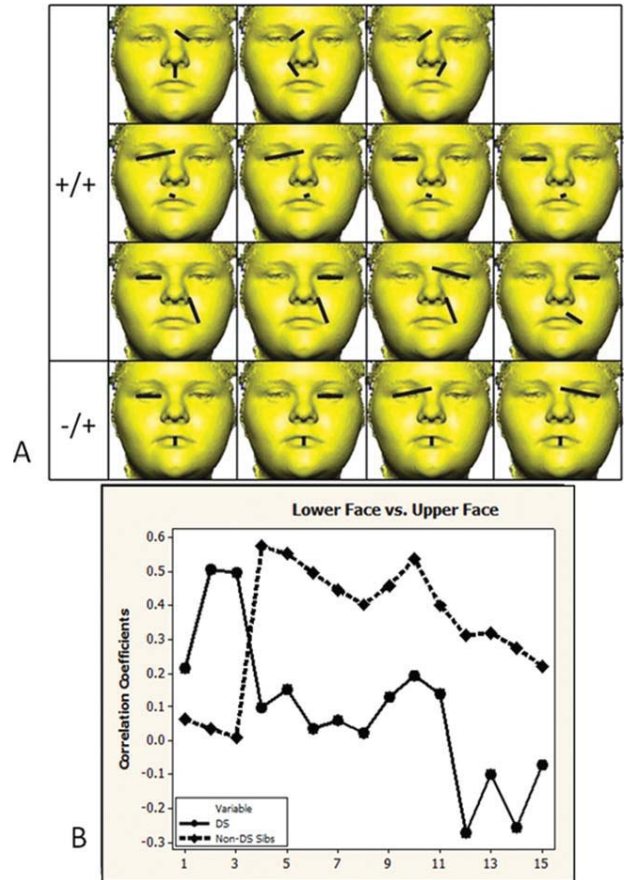 +/+
-/+
A
Lower Face vs. Upper Face
Correlation Coefficients
0.6
0.5
0.4
0.3
0.2
0.1
0.0
-0.1
-0.2
-0.3
Variable
DS
Non-DS Sibs
1 3 5 7 9 11 13 15
B